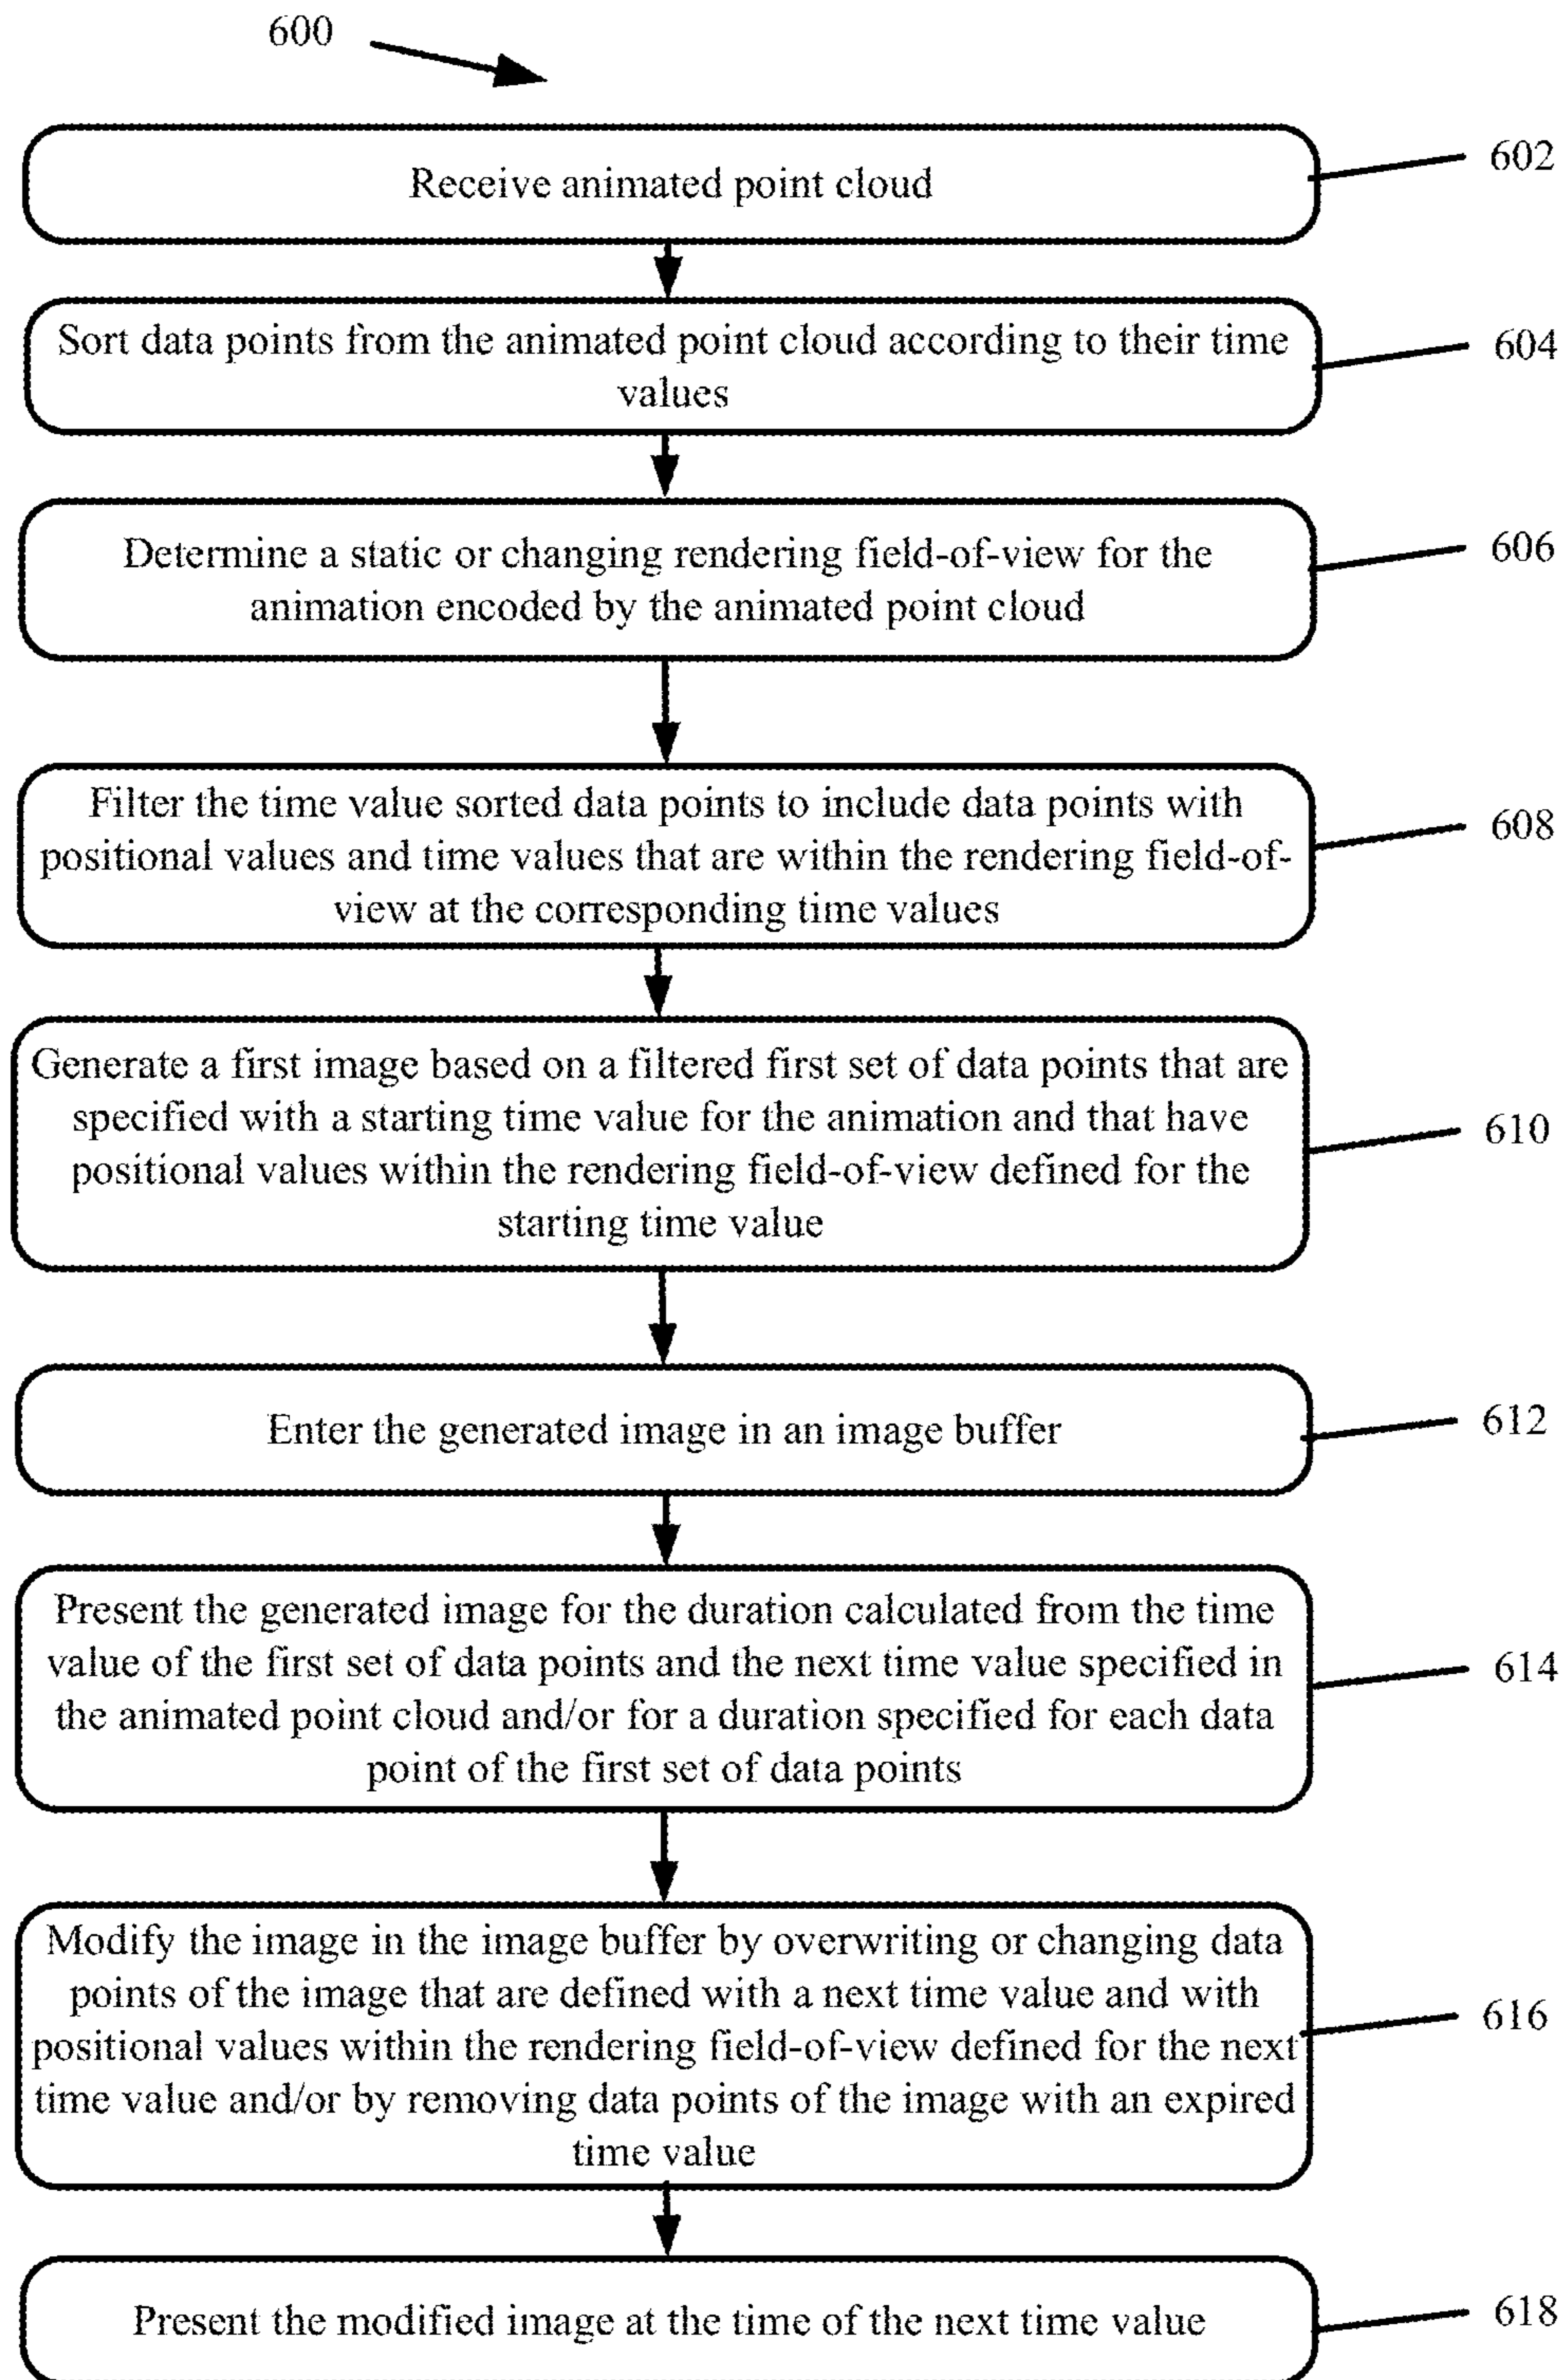 600
Receive animated point cloud
602
Sort data points from the animated point cloud according to their time
values
604
Determine a static or changing rendering field-of-view for the
animation encoded by the animated point cloud
606
Filter the time value sorted data points to include data points with
positional values and time values that are within the rendering field-of-
view at the corresponding time values
608
Generate a first image based on a filtered first set of data points that are
specified with a starting time value for the animation and that have
positional values within the rendering field-of-view defined for the
starting time value
610
Enter the generated image in an image buffer
612
Present the generated image for the duration calculated from the time
value of the first set of data points and the next time value specified in
the animated point cloud and/or for a duration specified for each data
point of the first set of data points
614
Modify the image in the image buffer by overwriting or changing data
points of the image that are defined with a next time value and with
positional values within the rendering field-of-view defined for the next
time value and/or by removing data points of the image with an expired
time value
616
Present the modified image at the time of the next time value
618